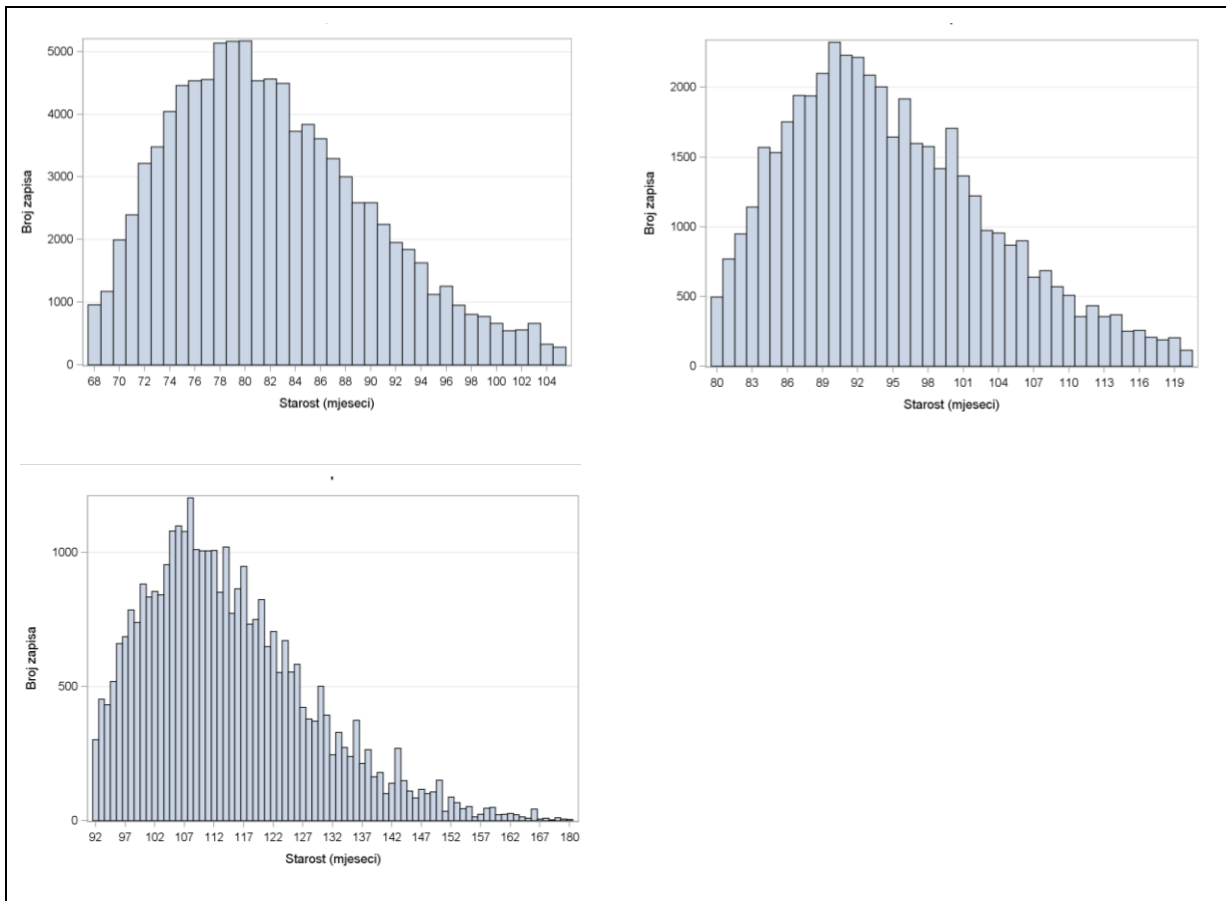 5000
4000
3000
2000
1000
0
Broj zapisa
68 70 72 74 76 78 80 82 84 86 88 90 92 94 96 98 100 102 104
Starost (mjeseci)
2000
1500
1000
500
0
Broj zapisa
80 83 86 89 92 95 98 101 104 107 110 113 116 119
Starost (mjeseci)
1000
500
0
Broj zapisa
92 97 102 107 112 117 122 127 132 137 142 147 152 157 162 167 180
Starost (mjeseci)